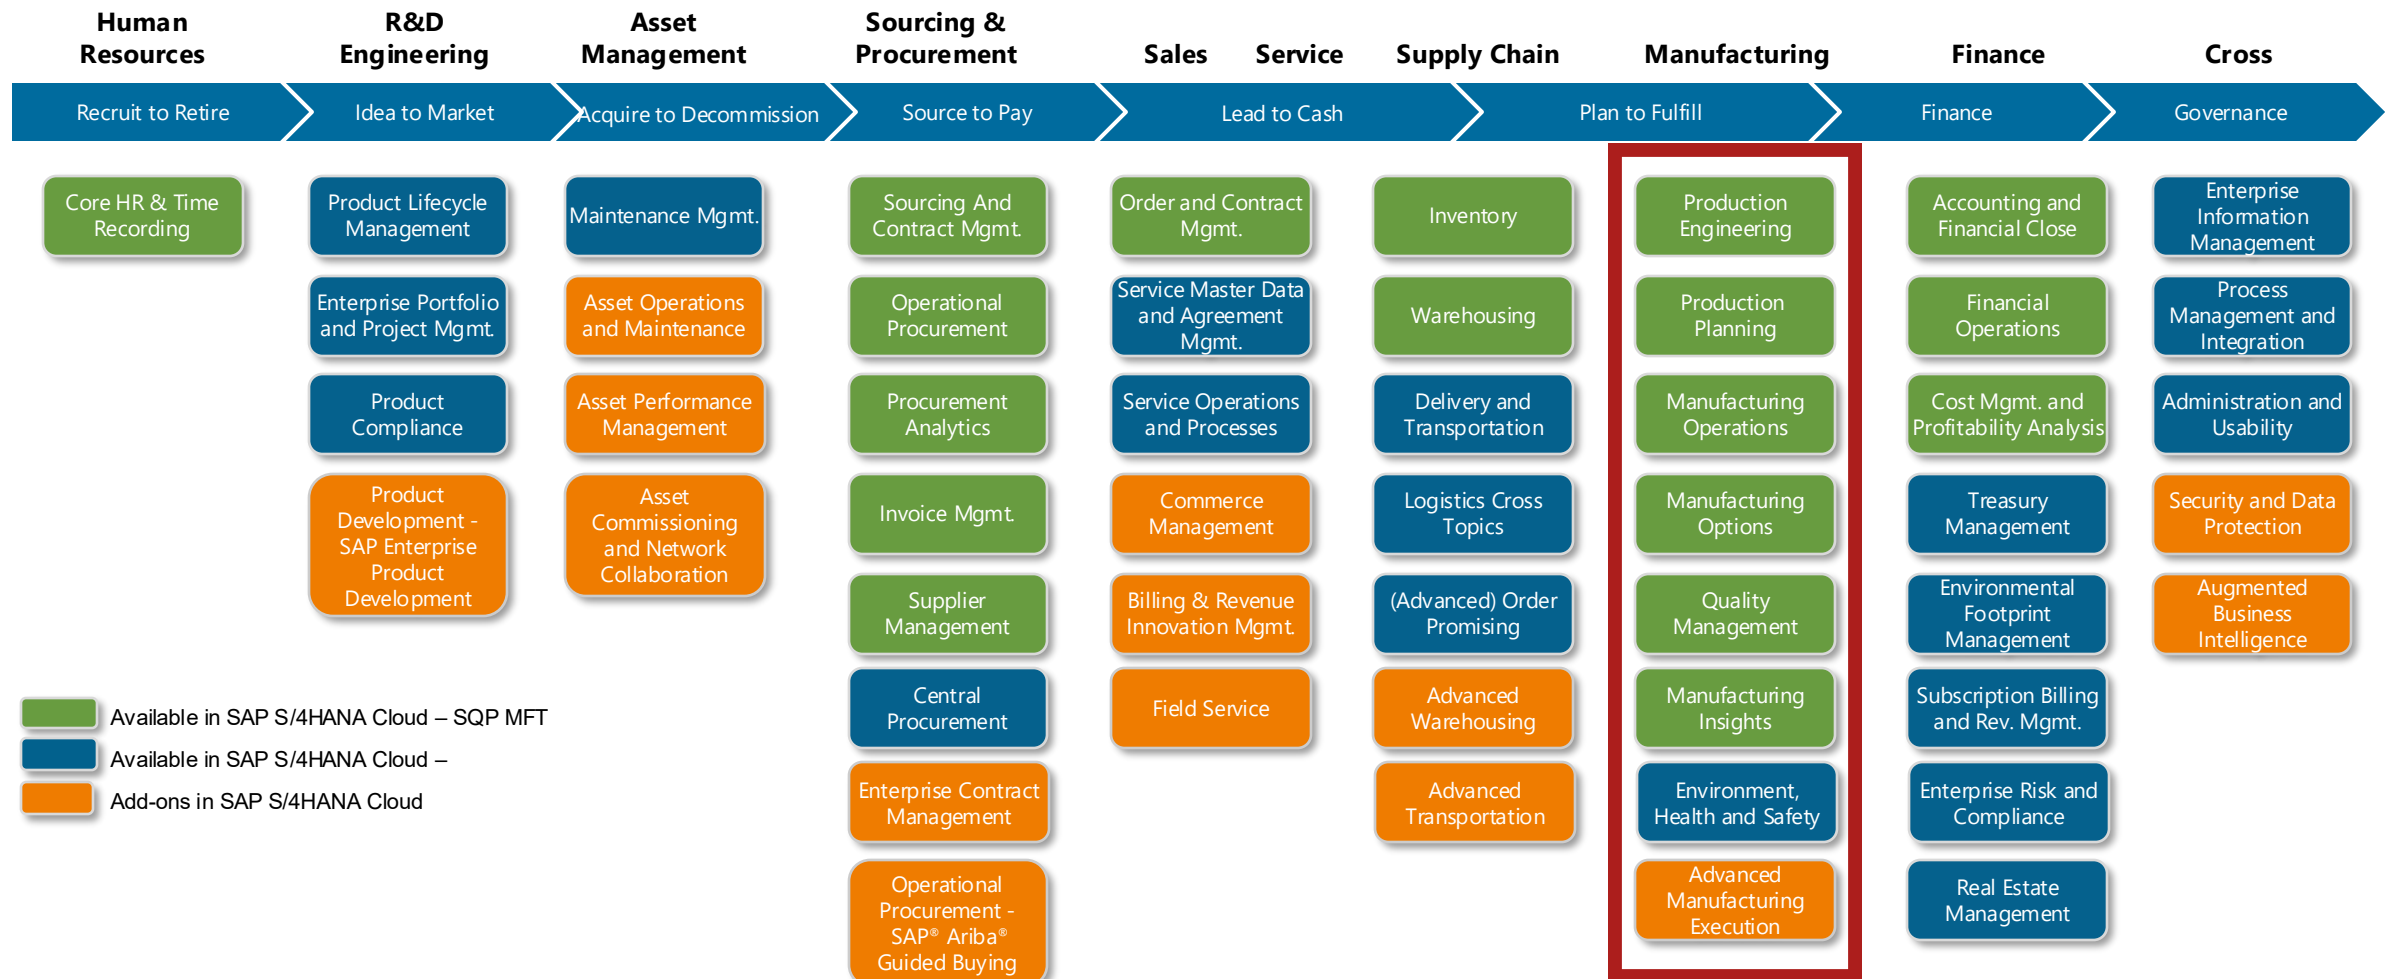 Human
Resources
R&D
Engineering
Asset
Management
Sourcing &
Procurement
Sales
Service
Supply Chain
Manufacturing
Finance
Cross
Recruit to Retire
Idea to Market
Acquire to Decommission
Source to Pay
Lead to Cash
Plan to Fulfill
Finance
Governance
Core HR & Time
Recording
Product Lifecycle
Management
Enterprise Portfolio
and Project Mgmt.
Product
Compliance
Product
Development -
SAP Enterprise
Product
Development
Maintenance Mgmt.
Asset Operations
and Maintenance
Asset Performance
Management
Asset
Commissioning
and Network
Collaboration
Sourcing And
Contract Mgmt.
Operational
Procurement
Procurement
Analytics
Invoice Mgmt.
Supplier
Management
Central
Procurement
Enterprise Contract
Management
Operational
Procurement -
SAP® Ariba®
Guided Buying
Order and Contract
Mgmt.
Service Master Data
and Agreement
Mgmt.
Service Operations
and Processes
Commerce
Management
Billing & Revenue
Innovation Mgmt.
Field Service
Inventory
Warehousing
Delivery and
Transportation
Logistics Cross
Topics
(Advanced) Order
Promising
Advanced
Warehousing
Advanced
Transportation
Production
Engineering
Production
Planning
Manufacturing
Operations
Manufacturing
Options
Quality
Management
Manufacturing
Insights
Environment,
Health and Safety
Advanced
Manufacturing
Execution
Accounting and
Financial Close
Financial
Operations
Cost Mgmt. and
Profitability Analysis
Treasury
Management
Environmental
Footprint
Management
Subscription Billing
and Rev. Mgmt.
Enterprise Risk and
Compliance
Real Estate
Management
Enterprise
Information
Management
Process
Management and
Integration
Administration and
Usability
Security and Data
Protection
Augmented
Business
Intelligence
Available in SAP S/4HANA Cloud – SQP MFT
Available in SAP S/4HANA Cloud –
Add-ons in SAP S/4HANA Cloud